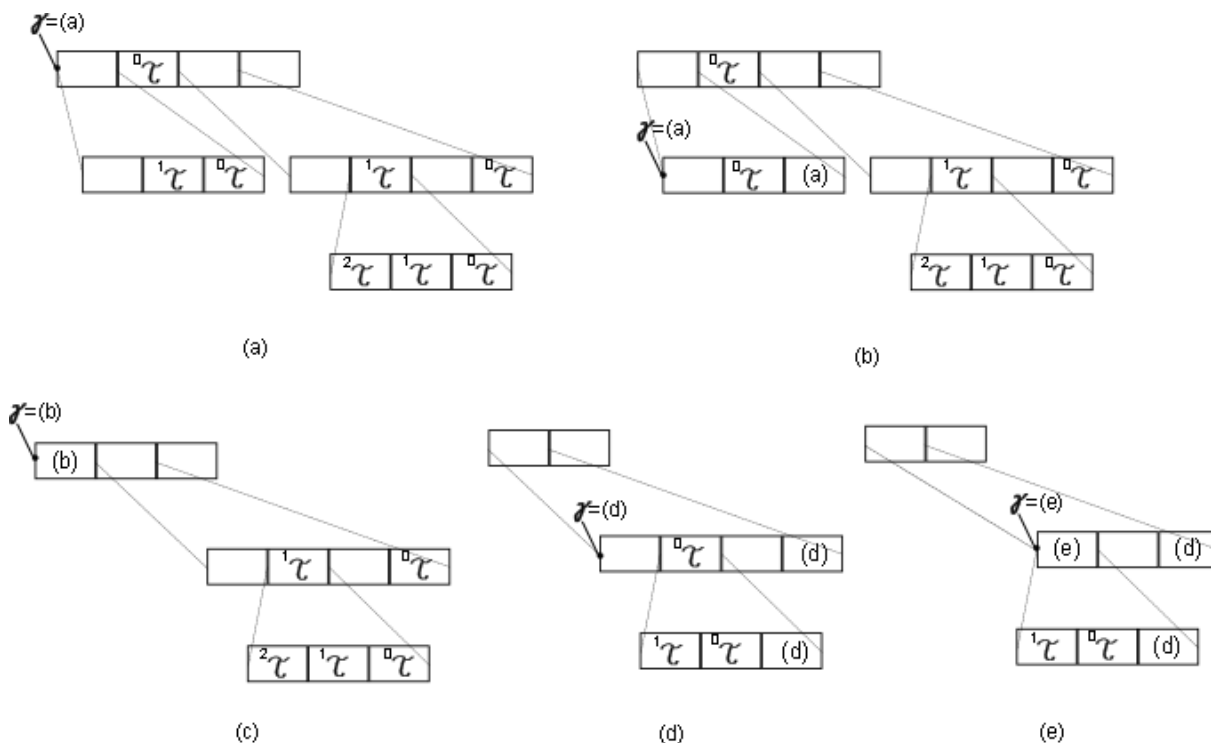 γ=(a)
⁰τ
¹τ ⁰τ ¹τ ⁰τ
²τ ¹τ ⁰τ
(a)
⁰τ
γ=(a)
⁰τ (a) ¹τ ⁰τ
²τ ¹τ ⁰τ
(b)
γ=(b)
(b)
¹τ ⁰τ
²τ ¹τ ⁰τ
(c)
γ=(d)
⁰τ (d)
¹τ ⁰τ (d)
(d)
γ=(e)
(e) (d)
¹τ ⁰τ (d)
(e)